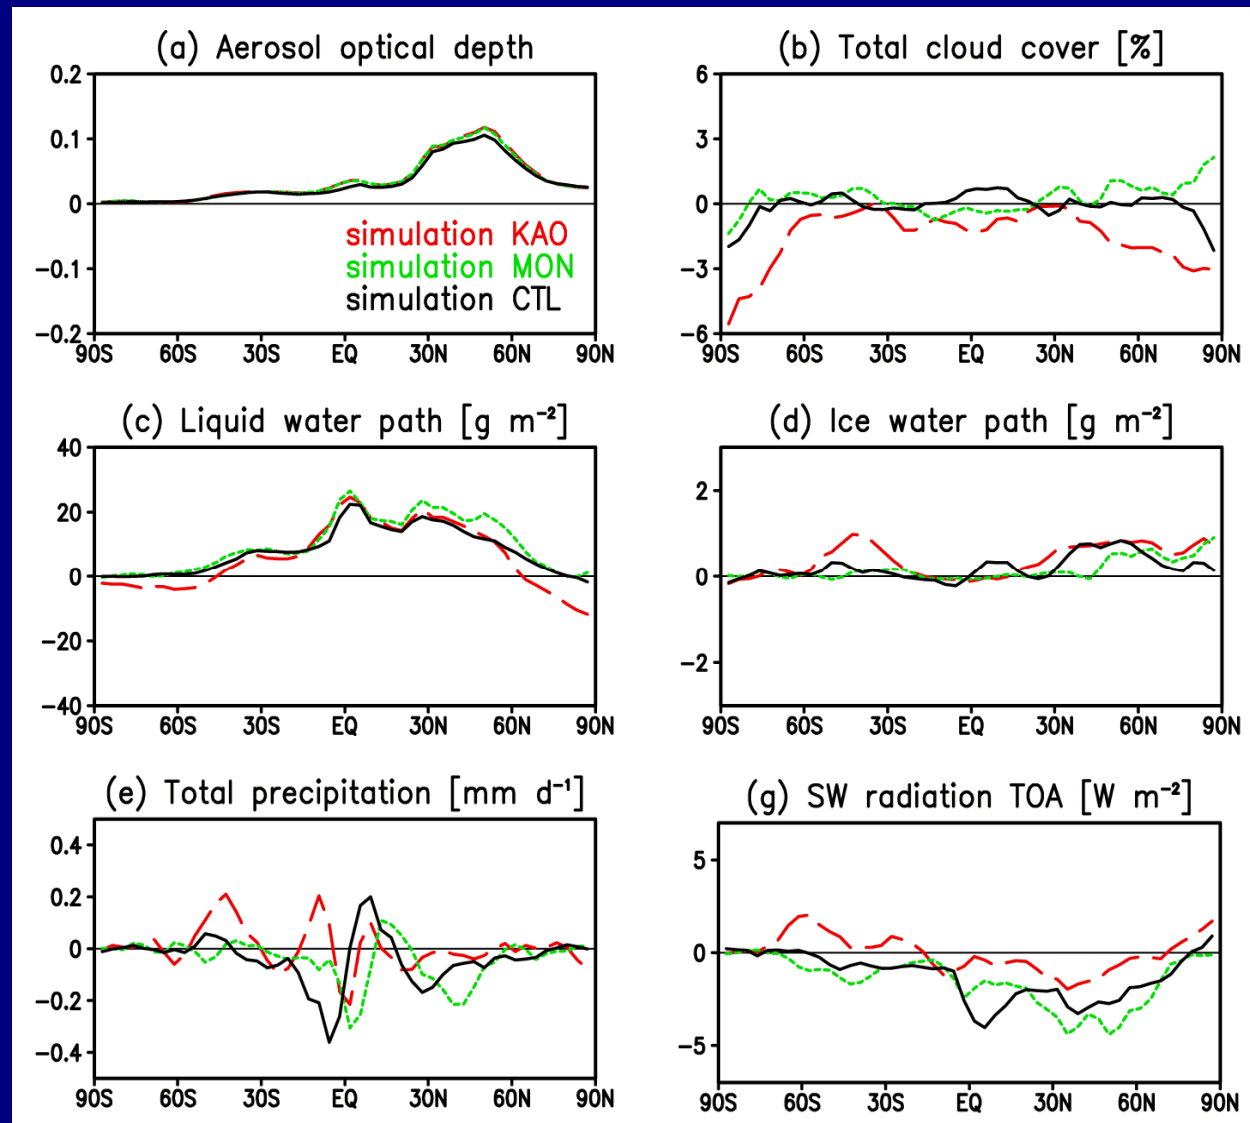 (a) Aerosol optical depth
0.2
0.1
0
−0.1
−0.2
simulation KAO
simulation MON
simulation CTL
90S 60S 30S EQ 30N 60N 90N
(b) Total cloud cover [%]
6
3
0
−3
−6
90S 60S 30S EQ 30N 60N 90N
(c) Liquid water path [g m⁻²]
40
20
0
−20
−40
90S 60S 30S EQ 30N 60N 90N
(d) Ice water path [g m⁻²]
2
0
−2
90S 60S 30S EQ 30N 60N 90N
(e) Total precipitation [mm d⁻¹]
0.4
0.2
0
−0.2
−0.4
90S 60S 30S EQ 30N 60N 90N
(g) SW radiation TOA [W m⁻²]
5
0
−5
90S 60S 30S EQ 30N 60N 90N